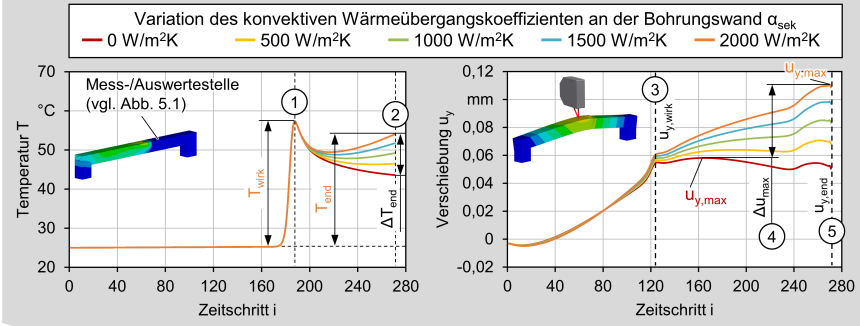 Variation des konvektiven Wärmeübergangskoeffizienten an der Bohrungswand α_sek
0 W/m²K 500 W/m²K 1000 W/m²K 1500 W/m²K 2000 W/m²K
70
°C
50
40
30
20
Temperatur T
Mess-/Auswertestelle
(vgl. Abb. 5.1)
1
2
T_wirk
T_end
ΔT_end
0 40 80 120 160 200 240 280
Zeitschritt i
0,12
mm
0,08
0,06
0,04
0,02
0
-0,02
Verschiebung u_y
3
u_y,wirk
u_y,max
u_y,max
Δu_max
u_y,end
4
5
0 40 80 120 160 200 240 280
Zeitschritt i